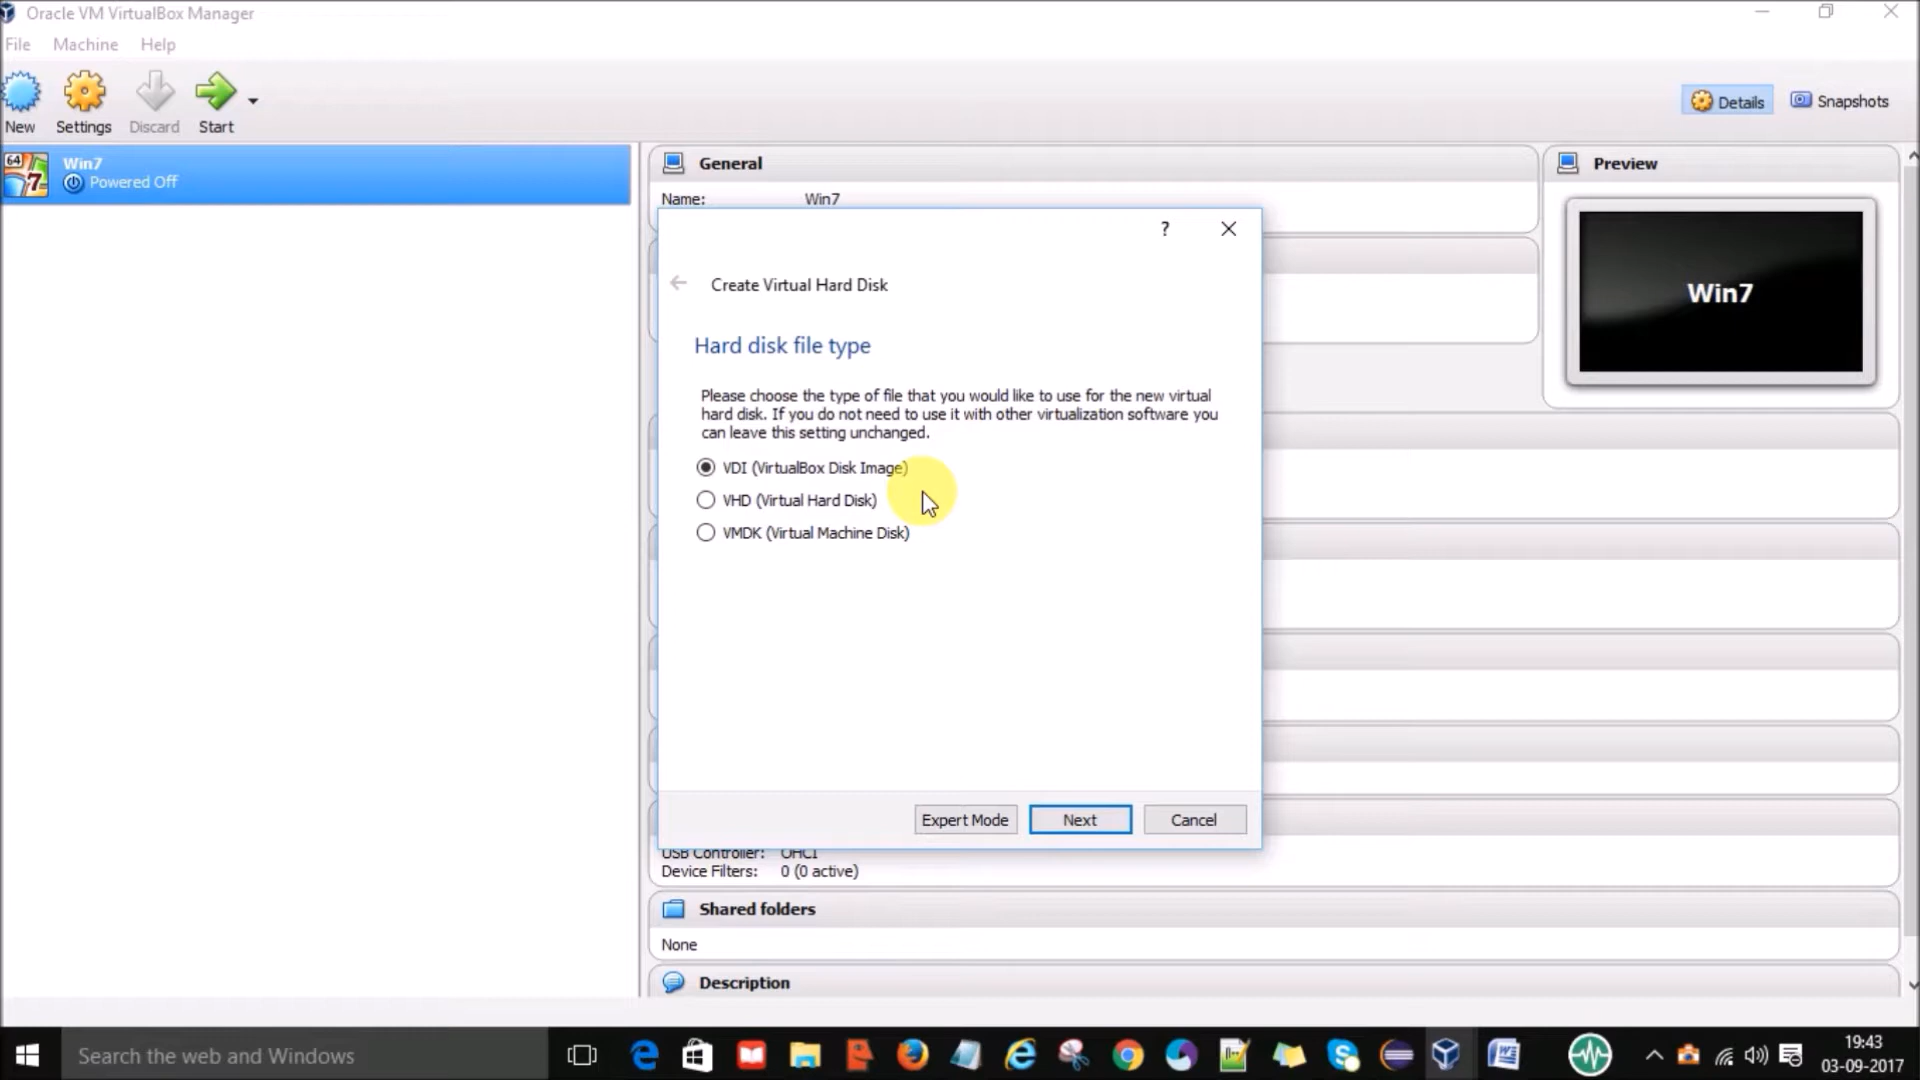 Oracle VM VirtualBox Manager
File Machine Help
New Settings Discard Start
Details Snapshots
64
7
Win7
Powered Off
General
Name: Win7
Preview
Win7
?
Create Virtual Hard Disk
Hard disk file type
Please choose the type of file that you would like to use for the new virtual
hard disk. If you do not need to use it with other virtualization software you
can leave this setting unchanged.
VDI (VirtualBox Disk Image)
VHD (Virtual Hard Disk)
VMDK (Virtual Machine Disk)
Expert Mode Next Cancel
USB Controller: OHCI
Device Filters: 0 (0 active)
Shared folders
None
Description
Search the web and Windows
19:43
03-09-2017